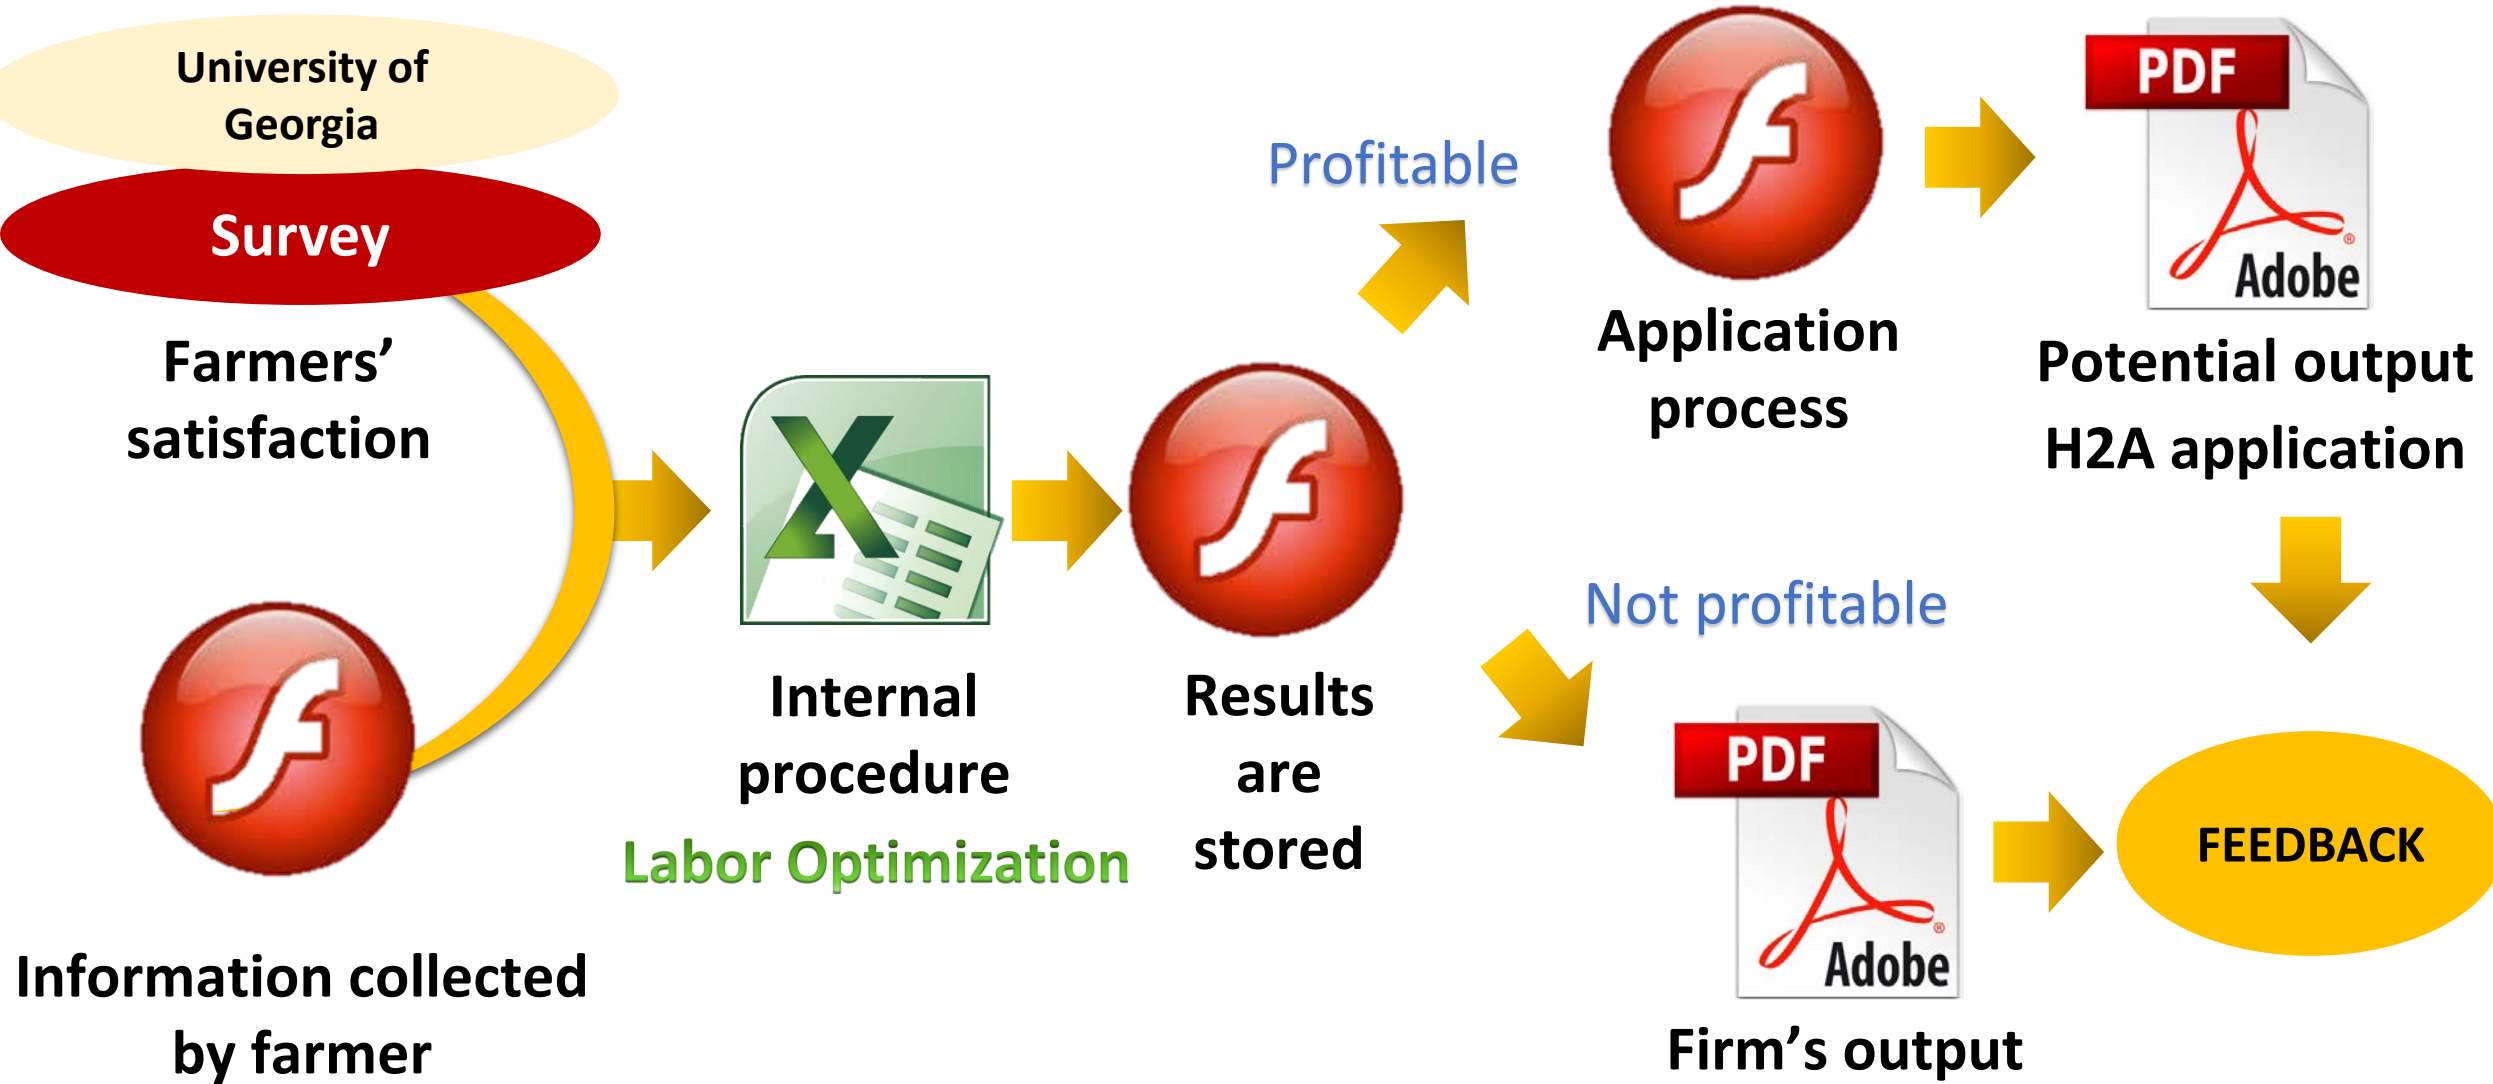 University of
Georgia
Survey
Farmers’
satisfaction
Information collected
by farmer
Internal
procedure
Labor Optimization
Results
are
stored
Profitable
Application
process
PDF
Adobe
Potential output
H2A application
Not profitable
PDF
Adobe
Firm’s output
FEEDBACK